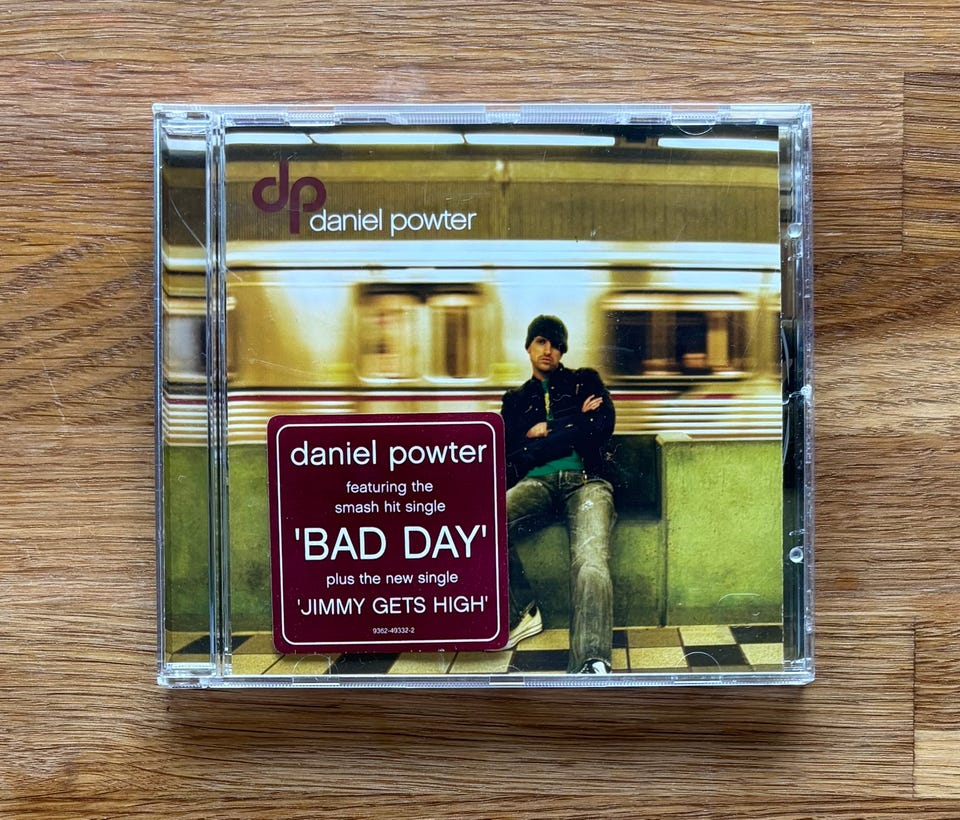 dp
daniel powter
daniel powter
featuring the
smash hit single
'BAD DAY'
plus the new single
'JIMMY GETS HIGH'
9362-49332-2